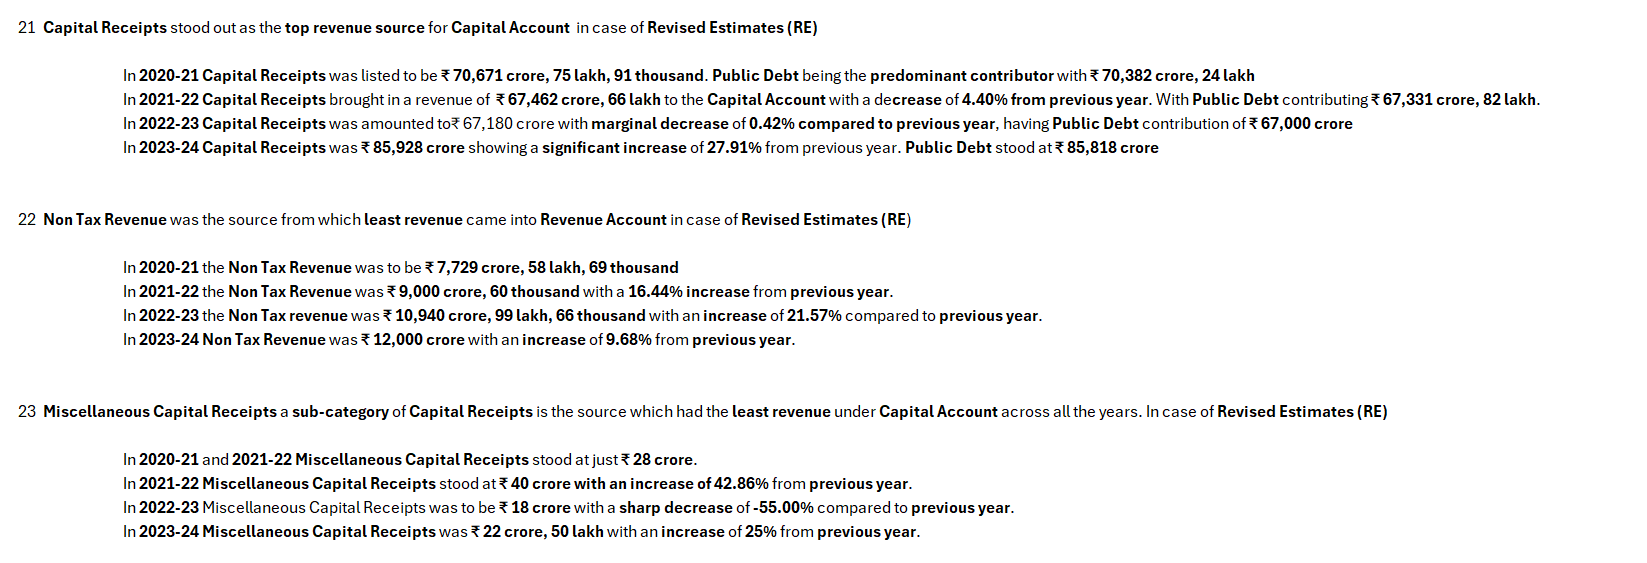 21 Capital Receipts stood out as the top revenue source for Capital Account in case of Revised Estimates (RE)
In 2020-21 Capital Receipts was listed to be ₹ 70,671 crore, 75 lakh, 91 thousand. Public Debt being the predominant contributor with ₹ 70,382 crore, 24 lakh
In 2021-22 Capital Receipts brought in a revenue of ₹ 67,462 crore, 66 lakh to the Capital Account with a decrease of 4.40% from previous year. With Public Debt contributing ₹ 67,331 crore, 82 lakh.
In 2022-23 Capital Receipts was amounted to₹ 67,180 crore with marginal decrease of 0.42% compared to previous year, having Public Debt contribution of ₹ 67,000 crore
In 2023-24 Capital Receipts was ₹ 85,928 crore showing a significant increase of 27.91% from previous year. Public Debt stood at ₹ 85,818 crore
22 Non Tax Revenue was the source from which least revenue came into Revenue Account in case of Revised Estimates (RE)
In 2020-21 the Non Tax Revenue was to be ₹ 7,729 crore, 58 lakh, 69 thousand
In 2021-22 the Non Tax Revenue was ₹ 9,000 crore, 60 thousand with a 16.44% increase from previous year.
In 2022-23 the Non Tax revenue was ₹ 10,940 crore, 99 lakh, 66 thousand with an increase of 21.57% compared to previous year.
In 2023-24 Non Tax Revenue was ₹ 12,000 crore with an increase of 9.68% from previous year.
23 Miscellaneous Capital Receipts a sub-category of Capital Receipts is the source which had the least revenue under Capital Account across all the years. In case of Revised Estimates (RE)
In 2020-21 and 2021-22 Miscellaneous Capital Receipts stood at just ₹ 28 crore.
In 2021-22 Miscellaneous Capital Receipts stood at ₹ 40 crore with an increase of 42.86% from previous year.
In 2022-23 Miscellaneous Capital Receipts was to be ₹ 18 crore with a sharp decrease of -55.00% compared to previous year.
In 2023-24 Miscellaneous Capital Receipts was ₹ 22 crore, 50 lakh with an increase of 25% from previous year.